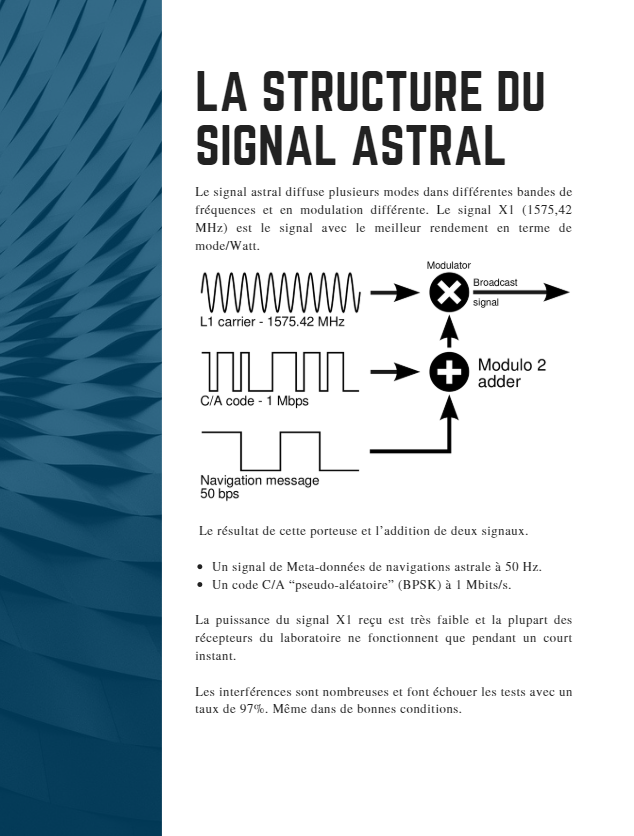 LA STRUCTURE DU
SIGNAL ASTRAL
Le signal astral diffuse plusieurs modes dans différentes bandes de
fréquences et en modulation différente. Le signal X1 (1575,42
MHz) est le signal avec le meilleur rendement en terme de
mode/Watt.
Modulator
Broadcast
signal
L1 carrier - 1575.42 MHz
Modulo 2
adder
C/A code - 1 Mbps
Navigation message
50 bps
Le résultat de cette porteuse et l’addition de deux signaux.
• Un signal de Meta-données de navigations astrale à 50 Hz.
• Un code C/A “pseudo-aléatoire” (BPSK) à 1 Mbits/s.
La puissance du signal X1 reçu est très faible et la plupart des
récepteurs du laboratoire ne fonctionnent que pendant un court
instant.
Les interférences sont nombreuses et font échouer les tests avec un
taux de 97%. Même dans de bonnes conditions.